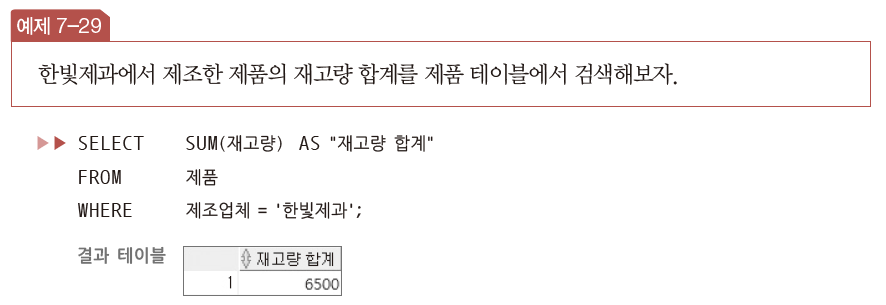 예제 7-29
한빛제과에서 제조한 제품의 재고량 합계를 제품 테이블에서 검색해보자.
SELECT SUM(재고량) AS "재고량 합계"
FROM 제품
WHERE 제조업체 = '한빛제과';
결과 테이블
재고량 합계
1 6500